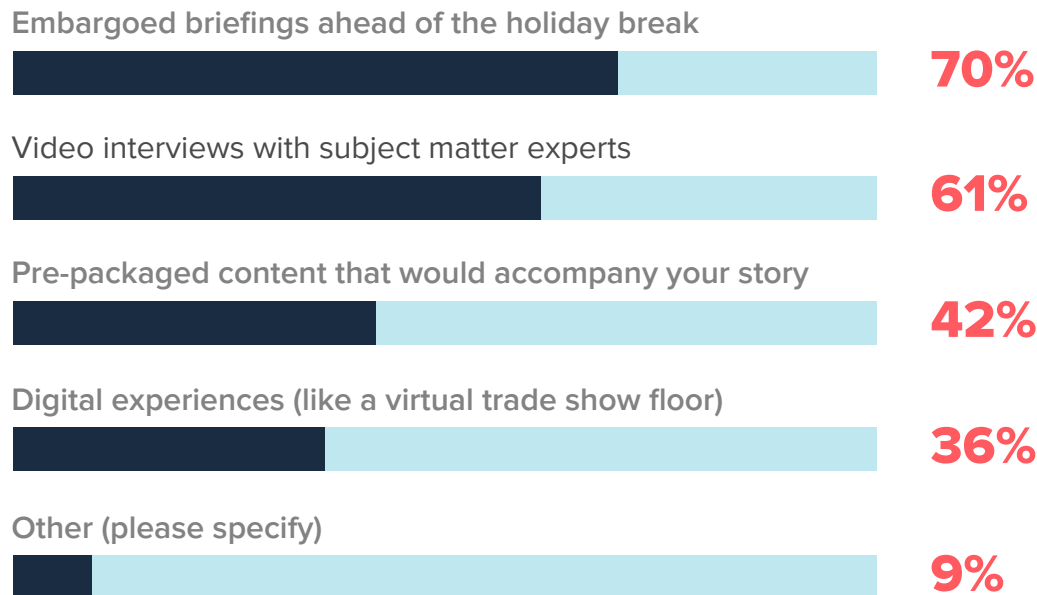 Embargoed briefings ahead of the holiday break
70%
Video interviews with subject matter experts
61%
Pre-packaged content that would accompany your story
42%
Digital experiences (like a virtual trade show floor)
36%
Other (please specify)
9%